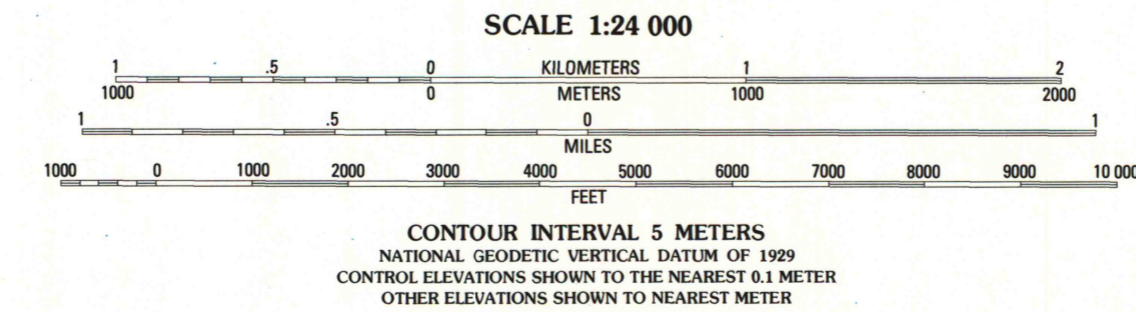 SCALE 1:24 000
1 .5 0 KILOMETERS 1 2
1000 0 METERS 1000 2000
1 .5 0 1
MILES
1000 0 1000 2000 3000 4000 5000 6000 7000 8000 9000 10 000
FEET
CONTOUR INTERVAL 5 METERS
NATIONAL GEODETIC VERTICAL DATUM OF 1929
CONTROL ELEVATIONS SHOWN TO THE NEAREST 0.1 METER
OTHER ELEVATIONS SHOWN TO NEAREST METER